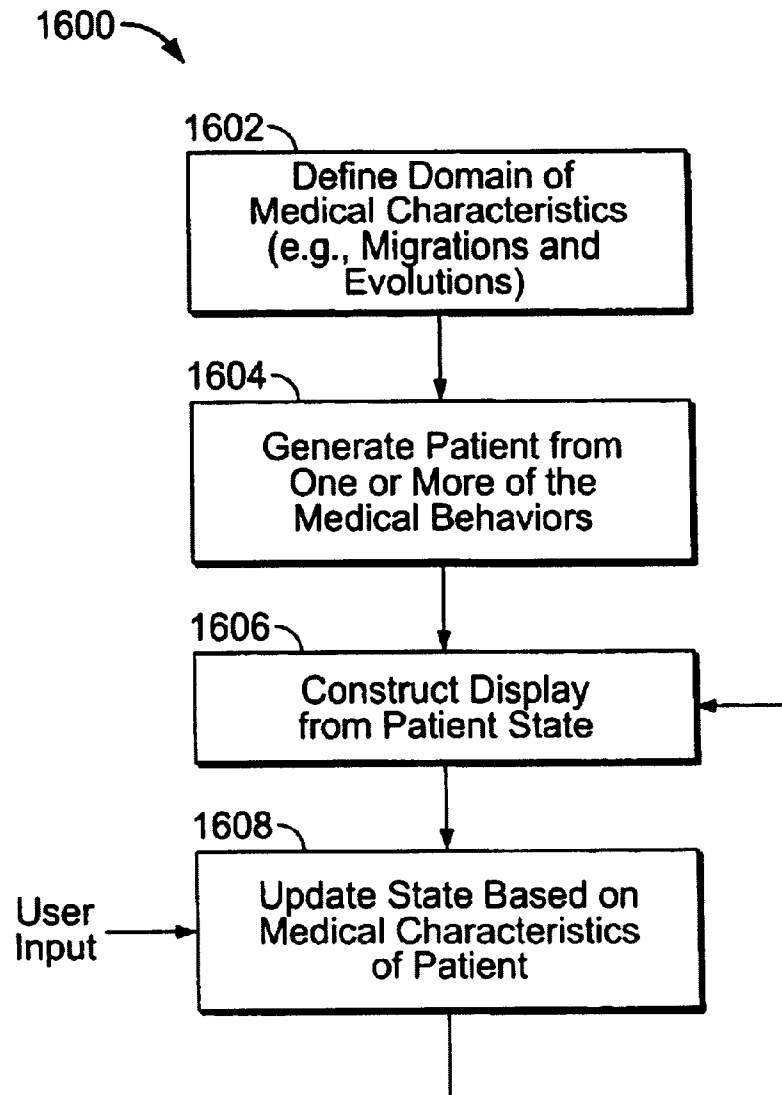 1600
1602
Define Domain of
Medical Characteristics
(e.g., Migrations and
Evolutions)
1604
Generate Patient from
One or More of the
Medical Behaviors
1606
Construct Display
from Patient State
1608
User
Input
Update State Based on
Medical Characteristics
of Patient